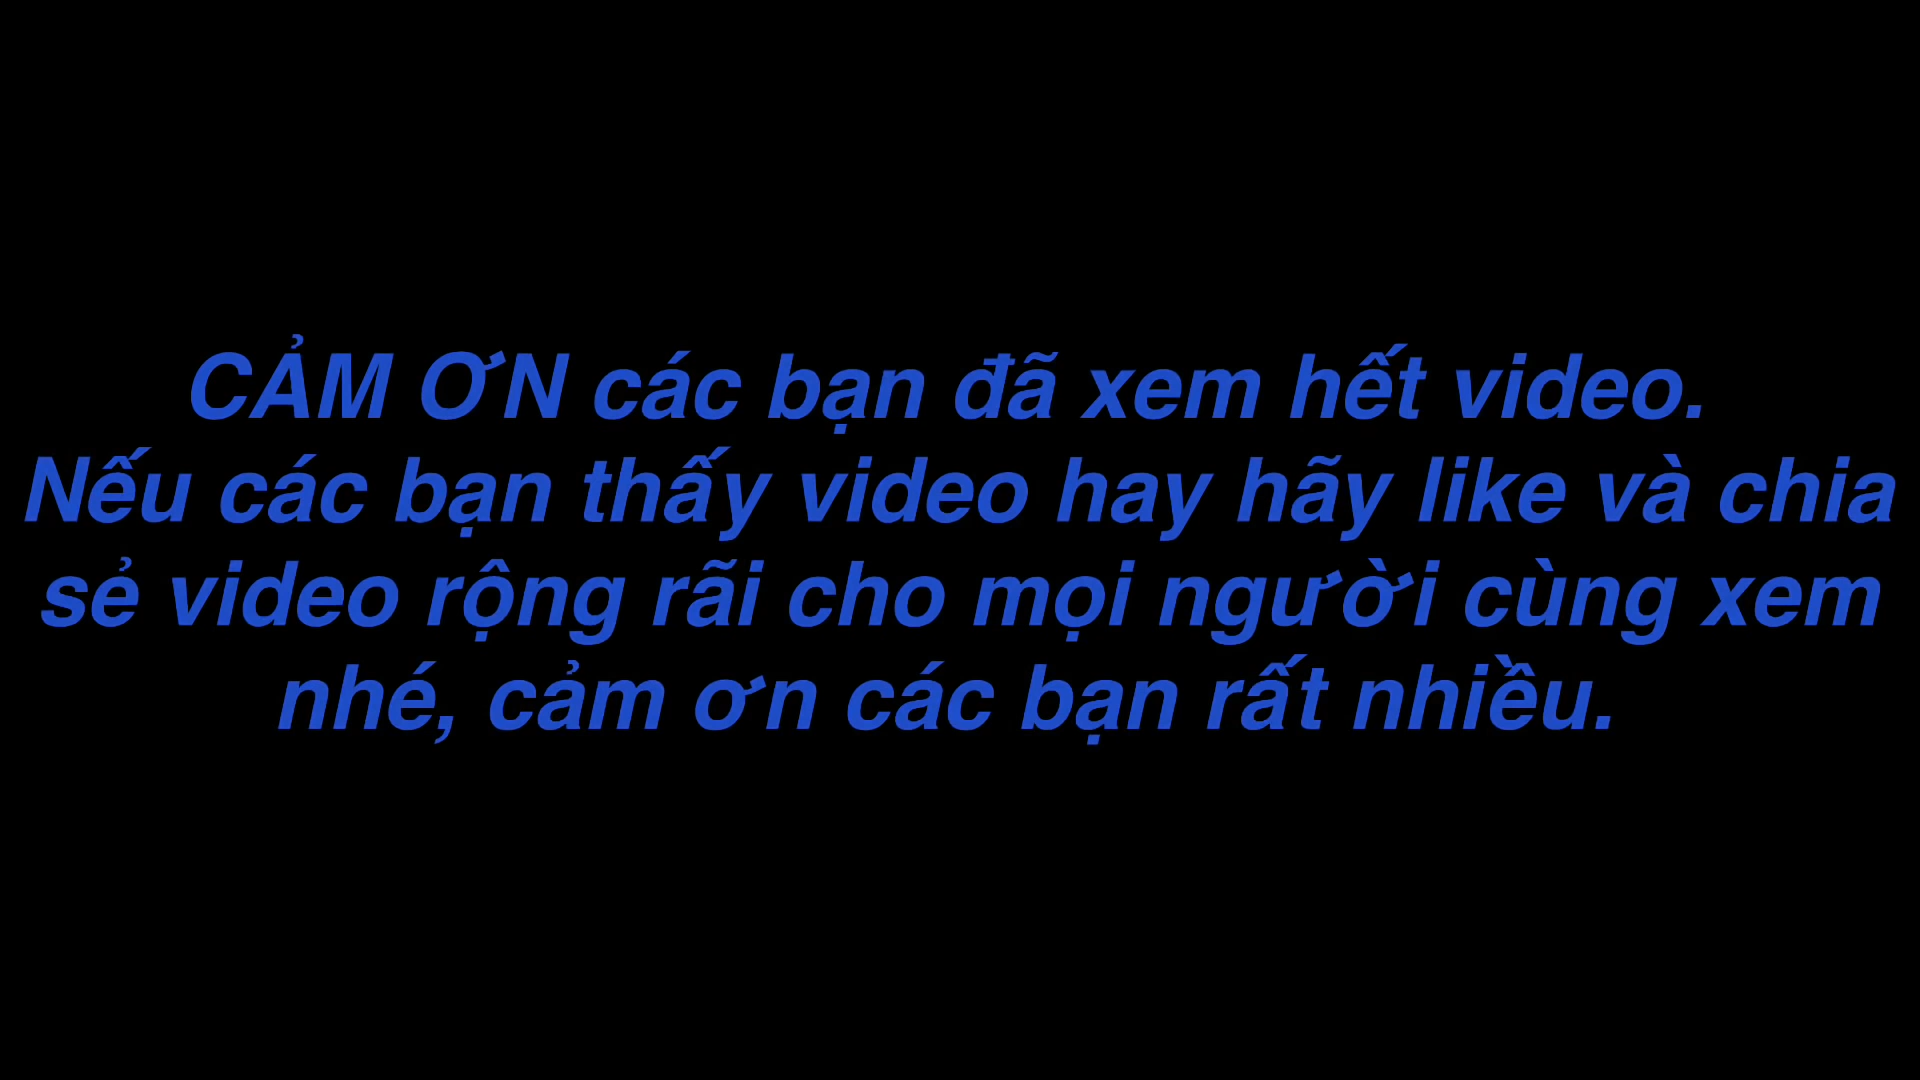 CẢM ƠN các bạn đã xem hết video.
Nếu các bạn thấy video hay hãy like và chia
sẻ video rộng rãi cho mọi người cùng xem
nhé, cảm ơn các bạn rất nhiều.